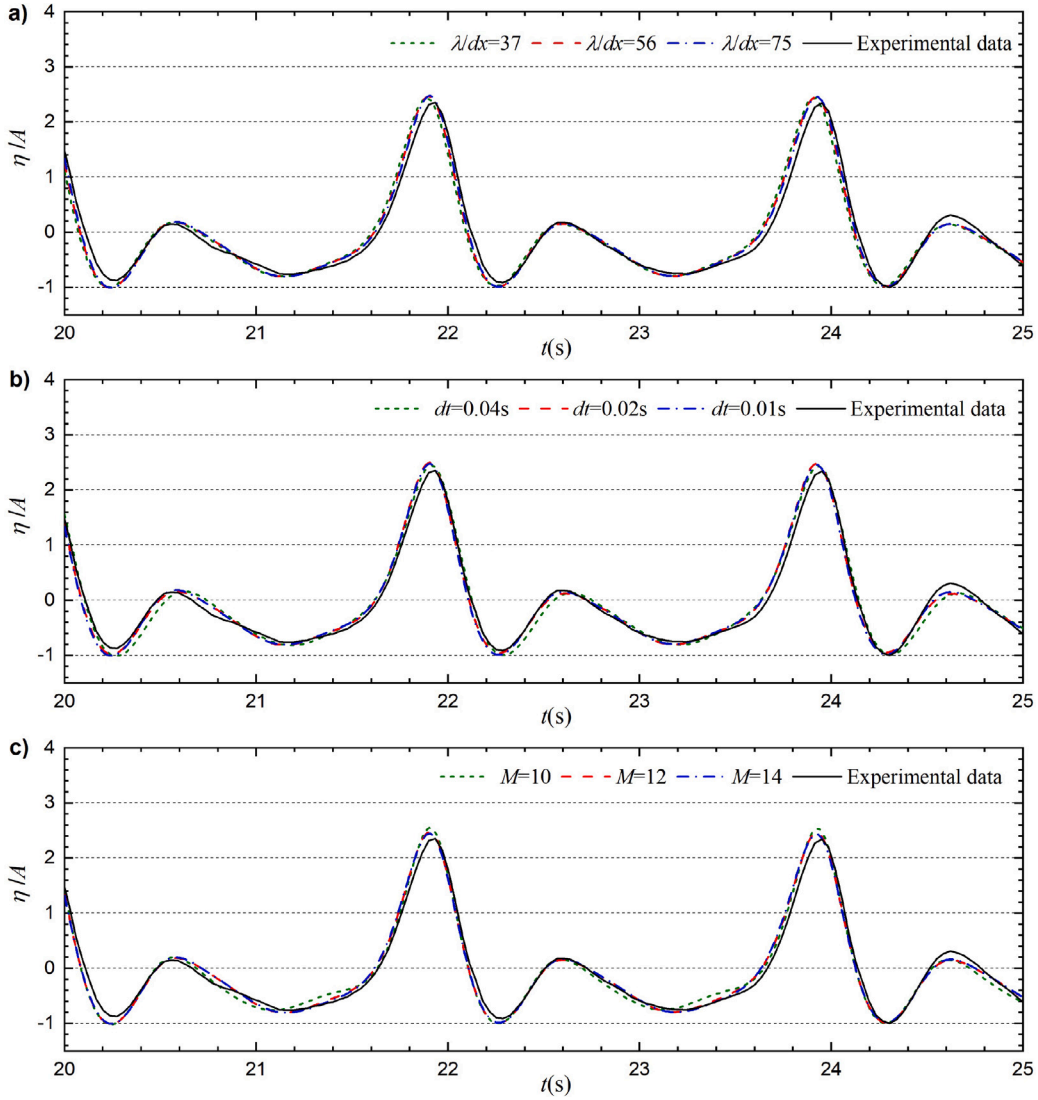 a)
λ/dx=37 λ/dx=56 λ/dx=75 Experimental data
4
3
2
1
0
-1
η/A
20 21 22 23 24 25
t(s)
b)
dt=0.04s dt=0.02s dt=0.01s Experimental data
4
3
2
1
0
-1
η/A
20 21 22 23 24 25
t(s)
c)
M=10 M=12 M=14 Experimental data
4
3
2
1
0
-1
η/A
20 21 22 23 24 25
t(s)